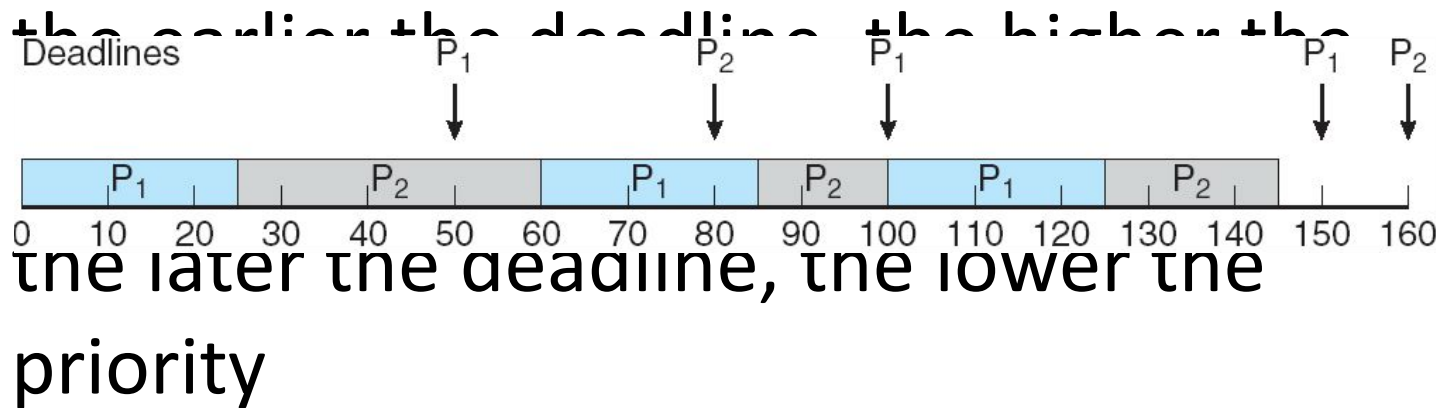 the earlier the deadline, the higher the
Deadlines P₁ P₂ P₁ P₁ P₂
P₁ P₂ P₁ P₂ P₁ P₂
0 10 20 30 40 50 60 70 80 90 100 110 120 130 140 150 160
the later the deadline, the lower the
priority